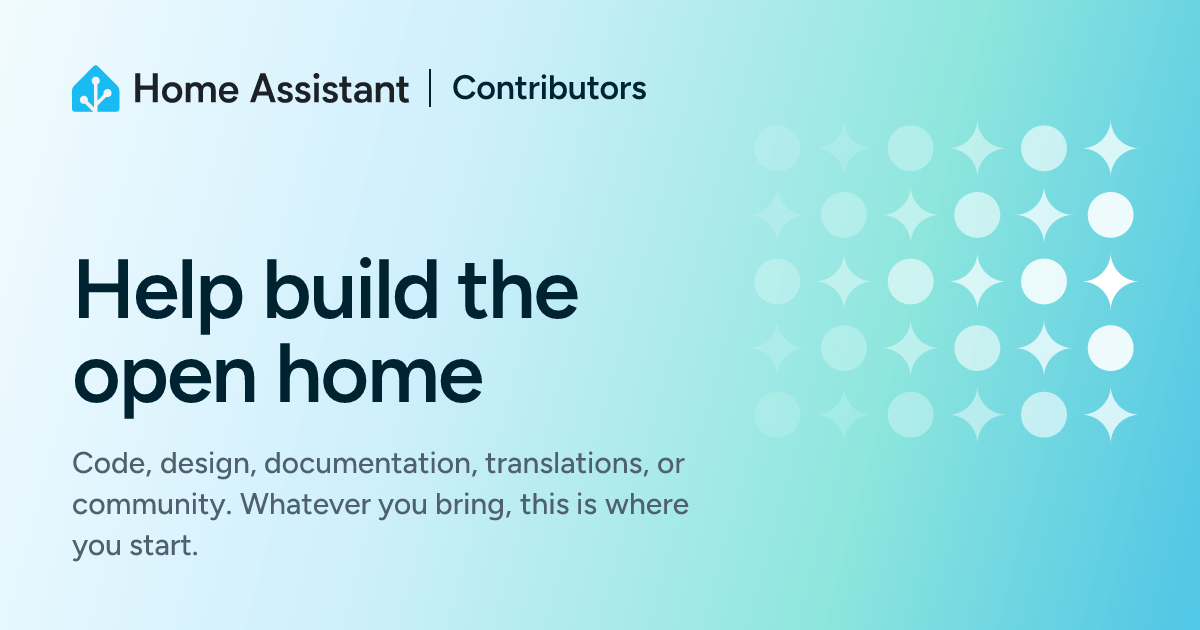 Home Assistant | Contributors
Help build the
open home
Code, design, documentation, translations, or
community. Whatever you bring, this is where
you start.